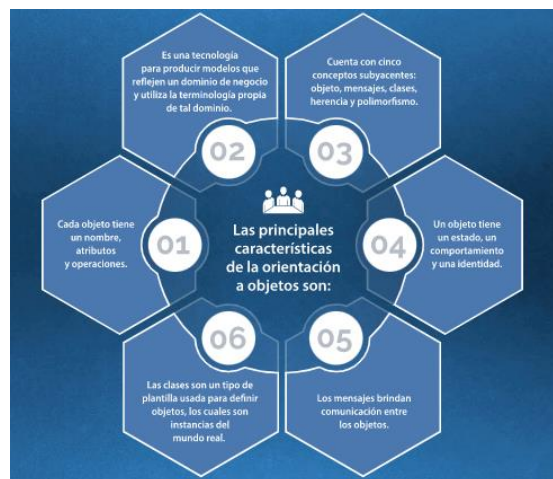 Las principales
características
de la orientación
a objetos son:
01
Cada objeto tiene
un nombre,
atributos
y operaciones.
02
Es una tecnología
para producir modelos que
reflejen un dominio de negocio
y utiliza la terminología propia
de tal dominio.
03
Cuenta con cinco
conceptos subyacentes:
objeto, mensajes, clases,
herencia y polimorfismo.
04
Un objeto tiene
un estado, un
comportamiento
y una identidad.
05
Los mensajes brindan
comunicación entre
los objetos.
06
Las clases son un tipo de
plantilla usada para definir
objetos, los cuales son
instancias del
mundo real.